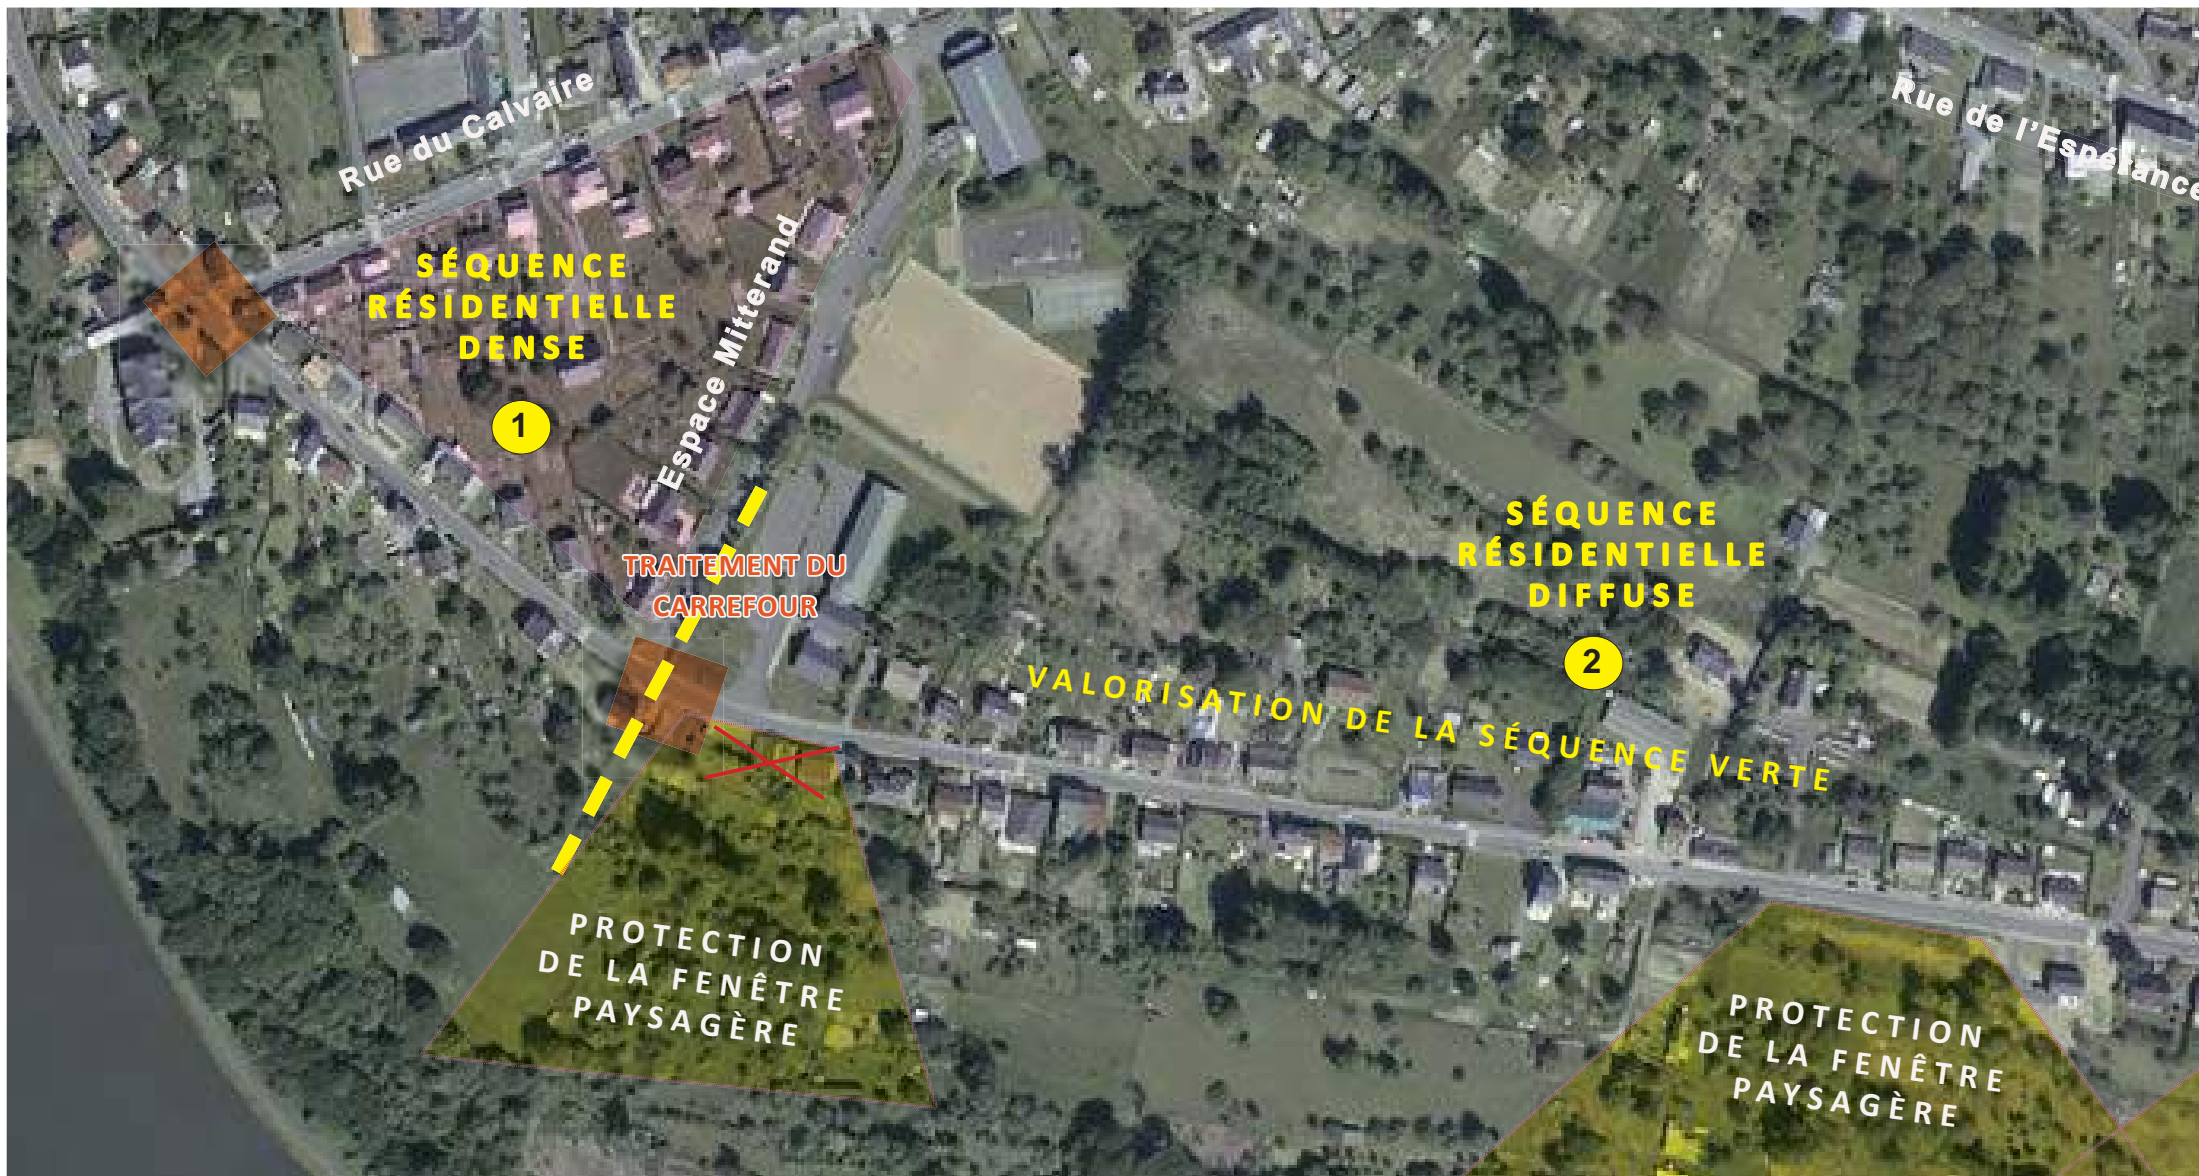 Rue du Calvaire
Rue de l'Espérance
SÉQUENCE
RÉSIDENTIELLE
DENSE
1
Espace Mitterand
TRAITEMENT DU
CARREFOUR
SÉQUENCE
RÉSIDENTIELLE
DIFFUSE
2
VALORISATION DE LA SÉQUENCE VERTE
PROTECTION
DE LA FENÊTRE
PAYSAGÈRE
PROTECTION
DE LA FENÊTRE
PAYSAGÈRE